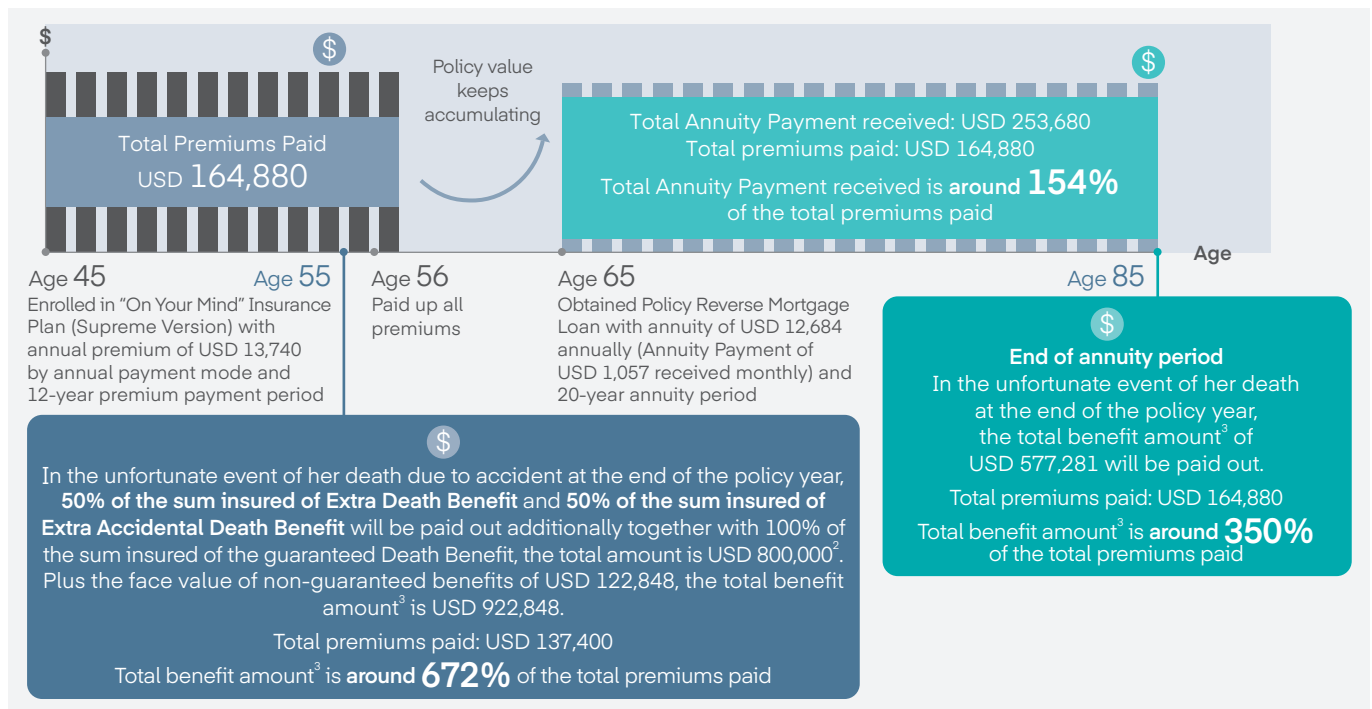 $
$
Total Premiums Paid
USD 164,880
Policy value
keeps
accumulating
$
Total Annuity Payment received: USD 253,680
Total premiums paid: USD 164,880
Total Annuity Payment received is around 154%
of the total premiums paid
Age
Age 45
Enrolled in “On Your Mind” Insurance
Plan (Supreme Version) with
annual premium of USD 13,740
by annual payment mode and
12-year premium payment period
Age 55
Age 56
Paid up all
premiums
Age 65
Obtained Policy Reverse Mortgage
Loan with annuity of USD 12,684
annually (Annuity Payment of
USD 1,057 received monthly) and
20-year annuity period
Age 85
$
In the unfortunate event of her death due to accident at the end of the policy year,
50% of the sum insured of Extra Death Benefit and 50% of the sum insured of
Extra Accidental Death Benefit will be paid out additionally together with 100% of
the sum insured of the guaranteed Death Benefit, the total amount is USD 800,000².
Plus the face value of non-guaranteed benefits of USD 122,848, the total benefit
amount³ is USD 922,848.
Total premiums paid: USD 137,400
Total benefit amount³ is around 672% of the total premiums paid
$
End of annuity period
In the unfortunate event of her death
at the end of the policy year,
the total benefit amount³ of
USD 577,281 will be paid out.
Total premiums paid: USD 164,880
Total benefit amount³ is around 350%
of the total premiums paid